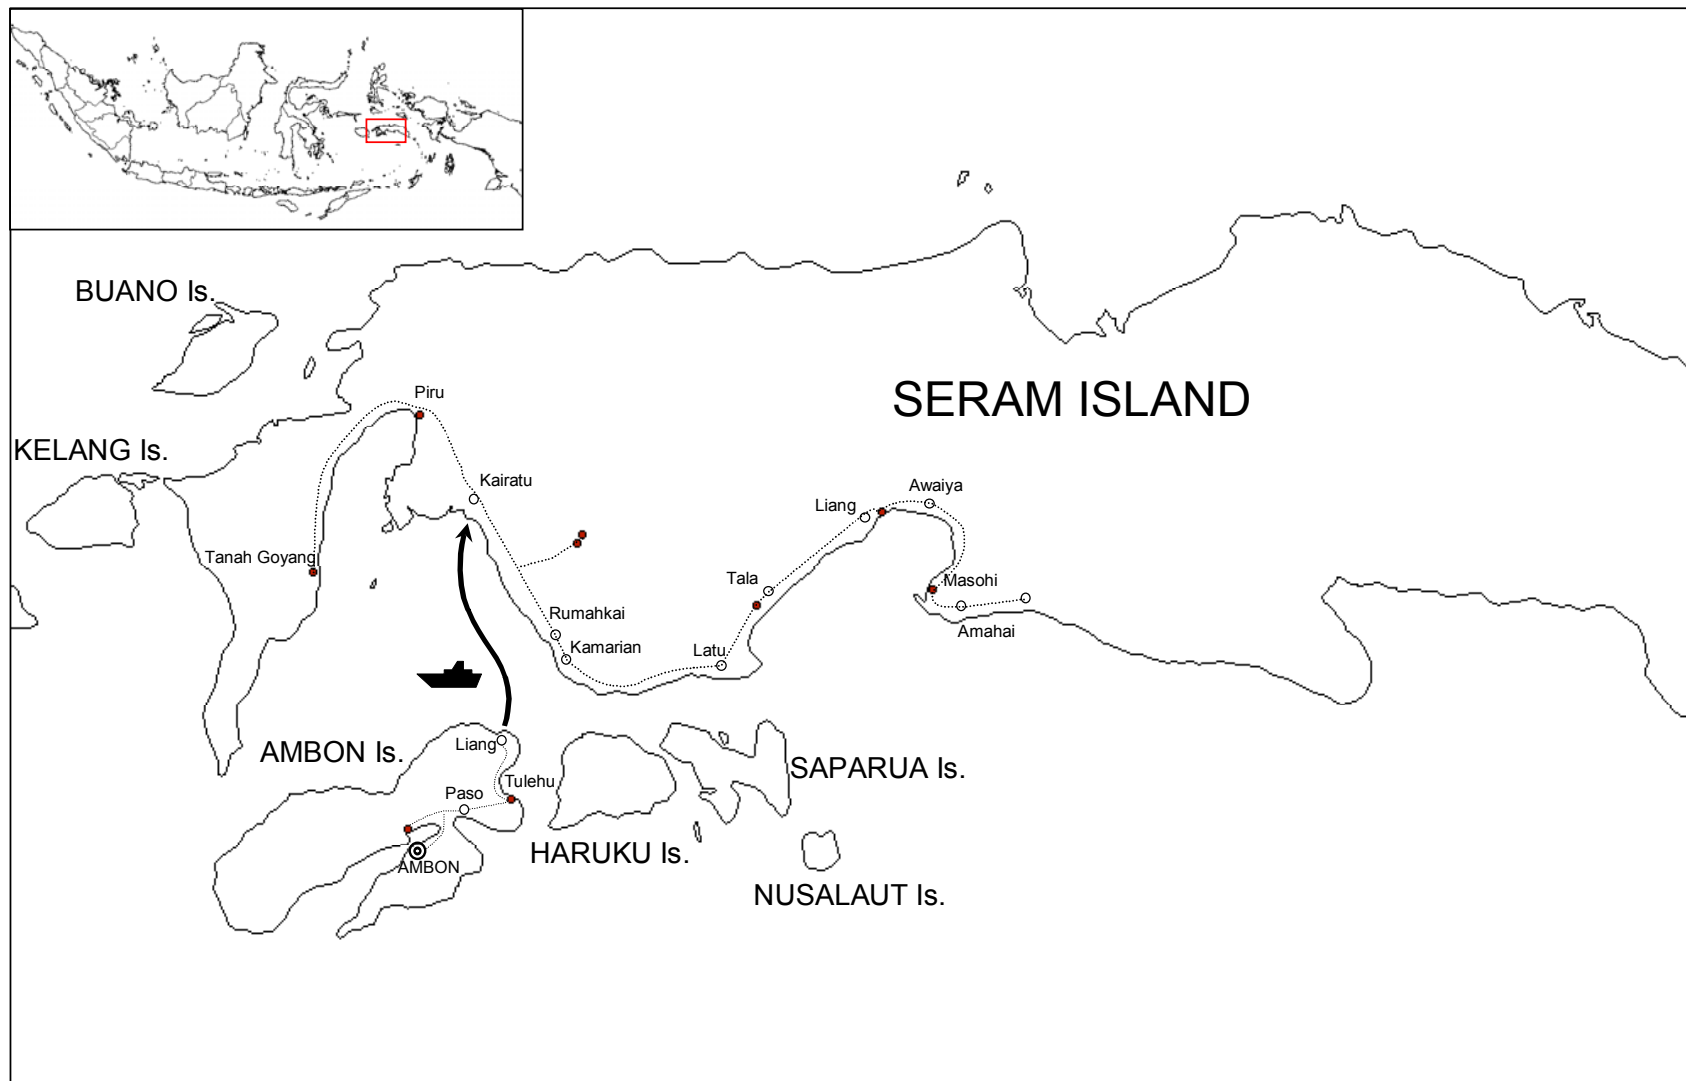 BUANO Is.
SERAM ISLAND
Piru
KELANG Is.
Kairatu
Awaiya
Liang
Tanah Goyang
Tala
Masohi
Rumahkai
Kamarian
Latu
Amahai
AMBON Is.
Liang
SAPARUA Is.
Tulehu
Paso
HARUKU Is.
AMBON
NUSALAUT Is.